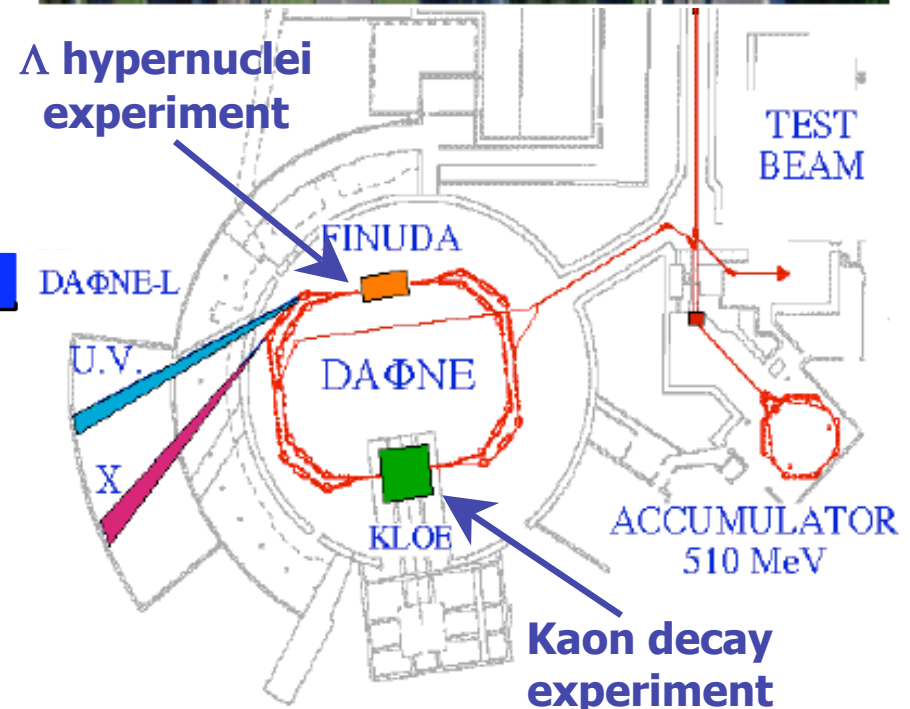 Λ hypernuclei
experiment
TEST
BEAM
FINUDA
DAΦNE-L
U.V.
DAΦNE
X
KLOE
ACCUMULATOR
510 MeV
Kaon decay
experiment